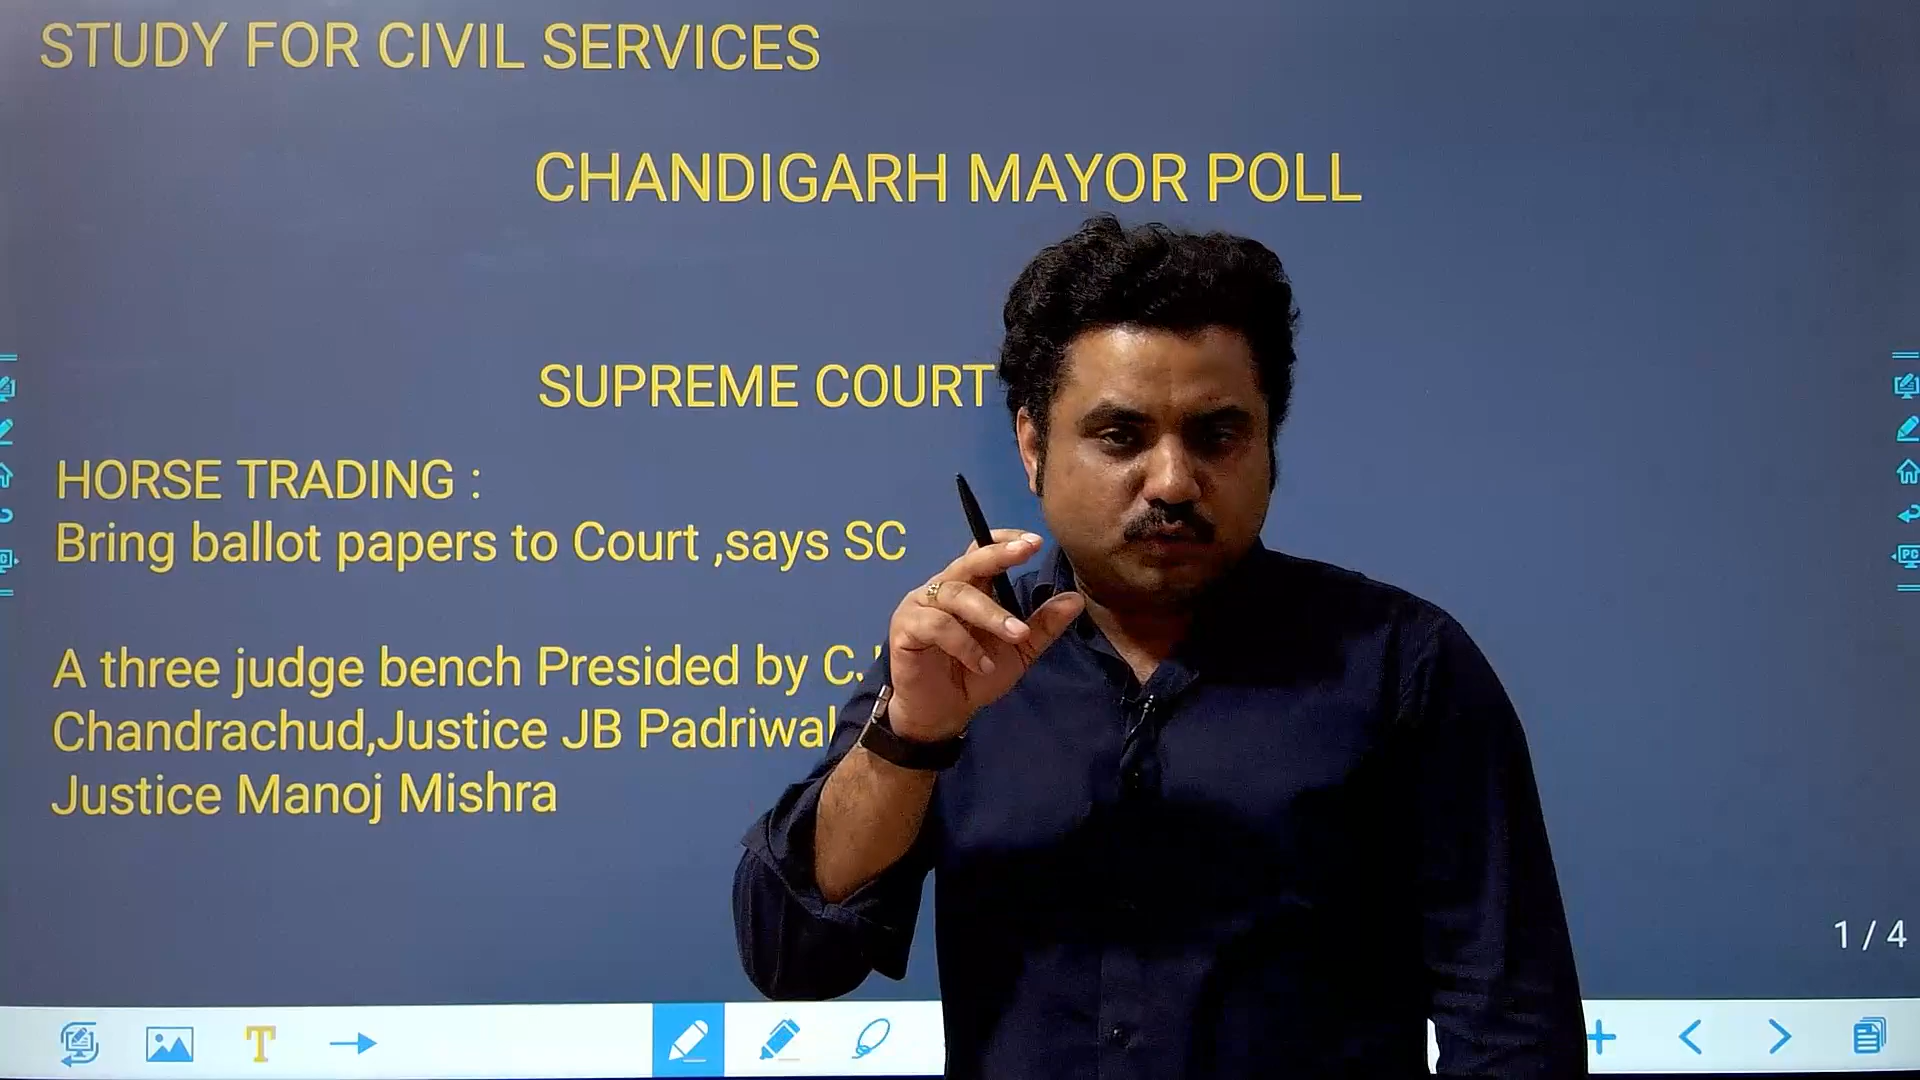 STUDY FOR CIVIL SERVICES
CHANDIGARH MAYOR POLL
SUPREME COURT
HORSE TRADING :
Bring ballot papers to Court ,says SC
A three judge bench Presided by
Chandrachud,Justice JB
Justice Manoj Mishra
1 / 4
T
PC